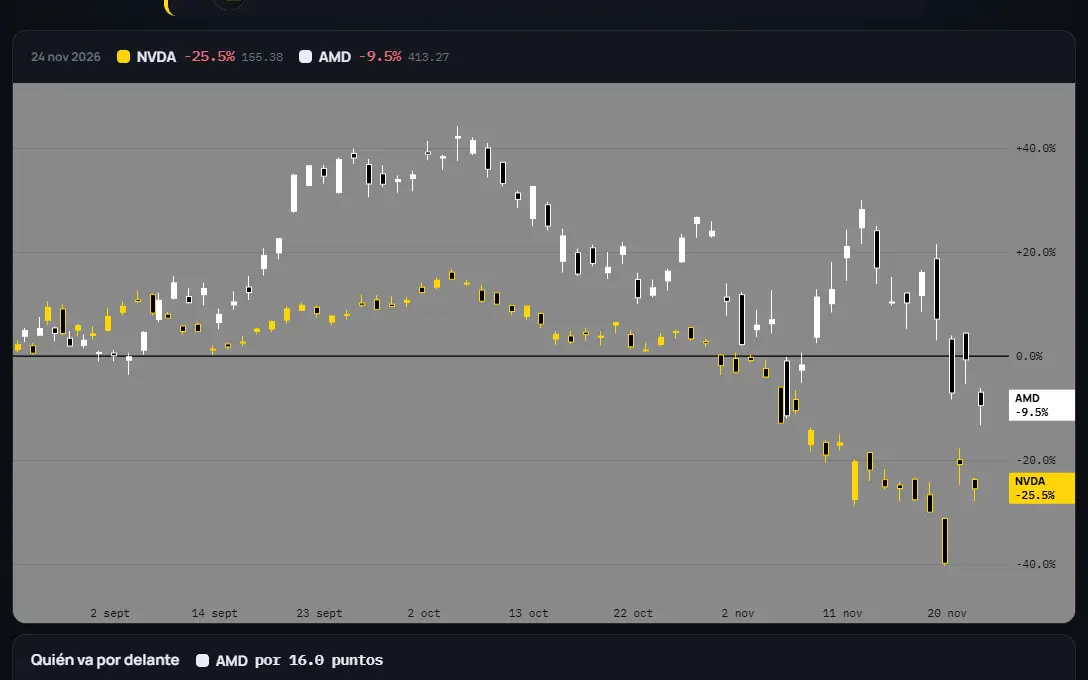 24 nov 2026 NVDA -25.5% 155.38 AMD -9.5% 413.27
+40.0%
+20.0%
0.0%
AMD
-9.5%
-20.0%
NVDA
-25.5%
-40.0%
2 sept 14 sept 23 sept 2 oct 13 oct 22 oct 2 nov 11 nov 20 nov
Quién va por delante AMD por 16.0 puntos